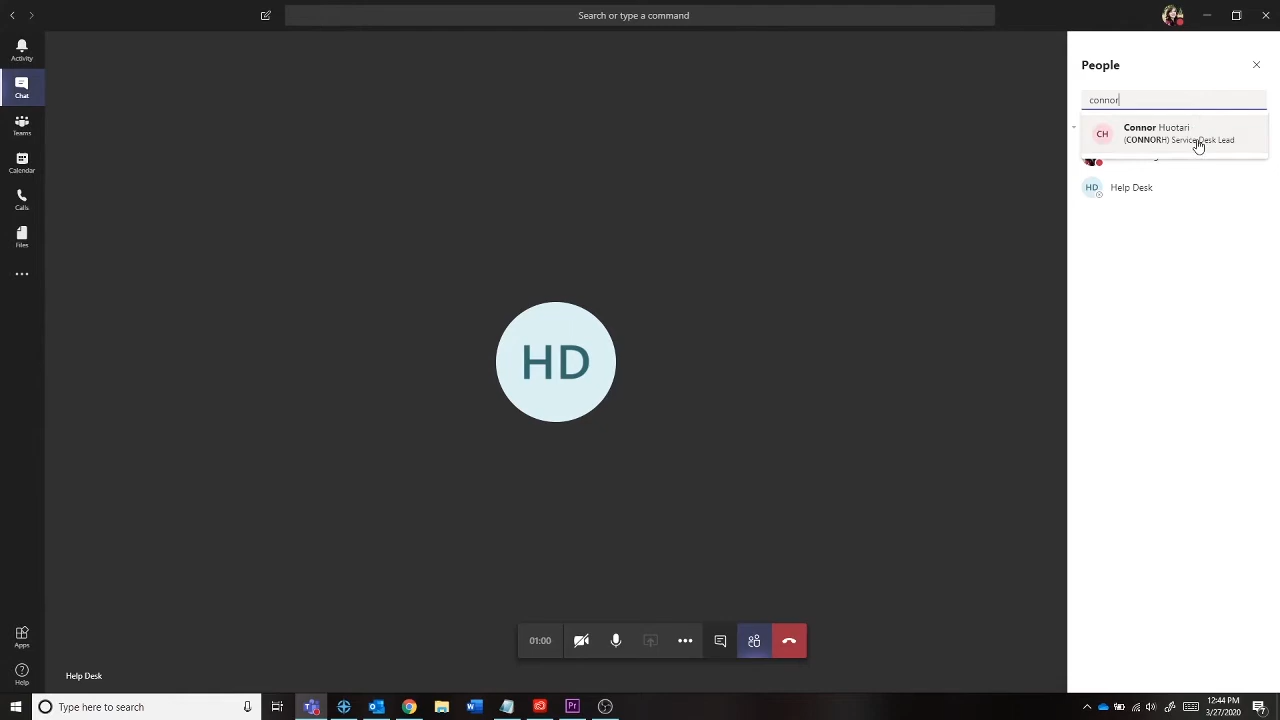 Search or type a command
Activity
Chat
Teams
Calendar
Calls
Files
Apps
Help
People
connor
CH
Connor Huotari
(CONNORH) Service Desk Lead
HD
Help Desk
HD
01:00
Help Desk
Type here to search
W
Pr
12:44 PM
3/27/2020